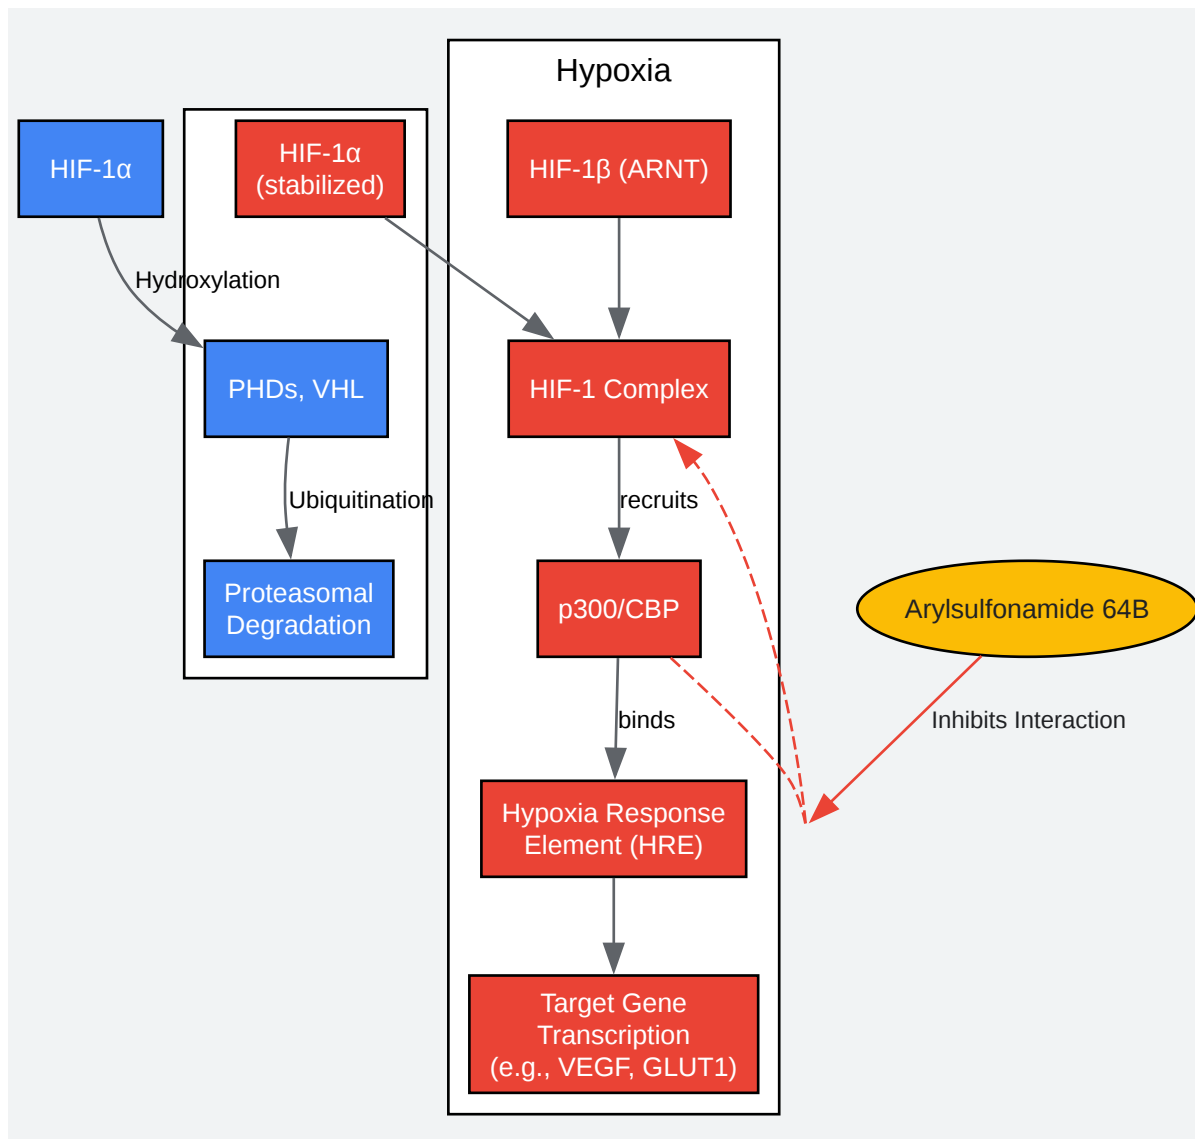 Hypoxia
HIF-1α
HIF-1α
(stabilized)
HIF-1β (ARNT)
Hydroxylation
PHDs, VHL
HIF-1 Complex
Ubiquitination
recruits
Proteasomal
Degradation
p300/CBP
Arylsulfonamide 64B
binds
Inhibits Interaction
Hypoxia Response
Element (HRE)
Target Gene
Transcription
(e.g., VEGF, GLUT1)